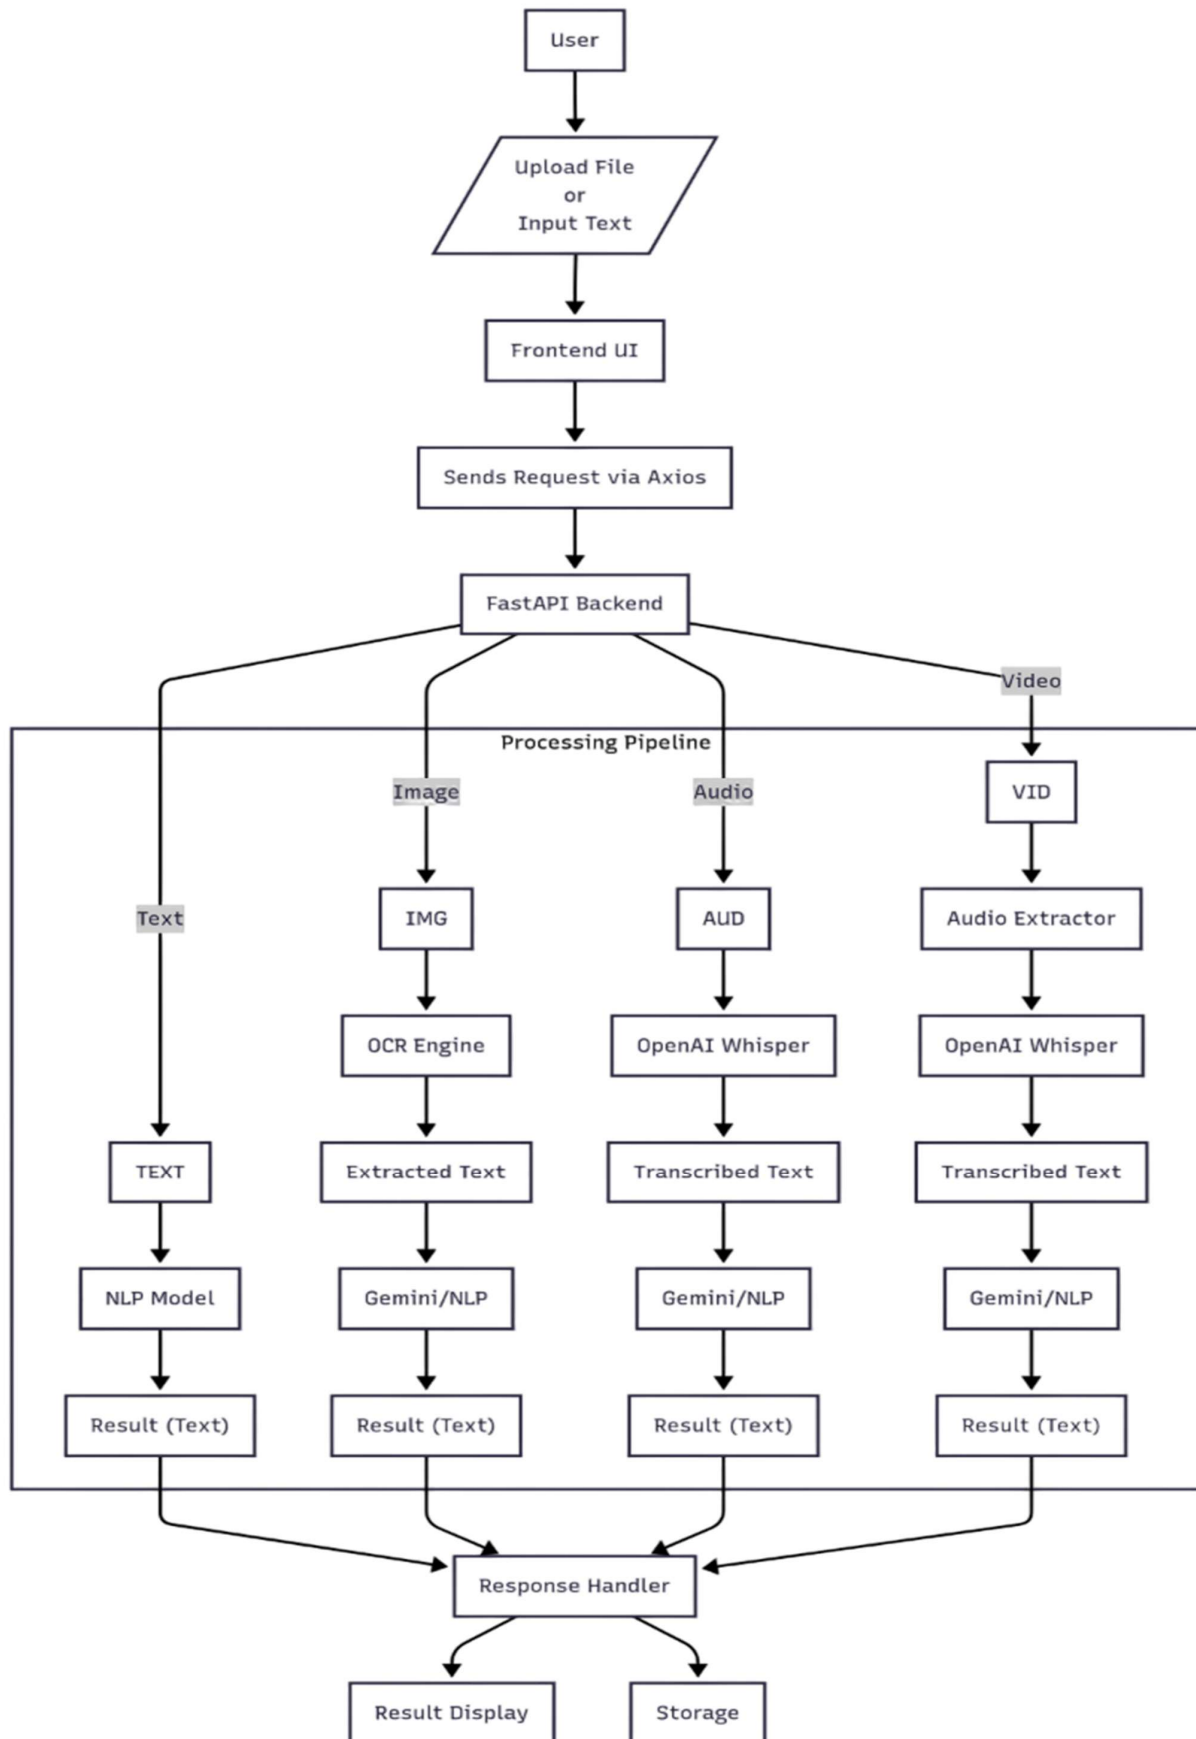 User
Upload File
or
Input Text
Frontend UI
Sends Request via Axios
FastAPI Backend
Video
Processing Pipeline
Image
Audio
VID
Text
IMG
AUD
Audio Extractor
OCR Engine
OpenAI Whisper
OpenAI Whisper
TEXT
Extracted Text
Transcribed Text
Transcribed Text
NLP Model
Gemini/NLP
Gemini/NLP
Gemini/NLP
Result (Text)
Result (Text)
Result (Text)
Result (Text)
Response Handler
Result Display
Storage